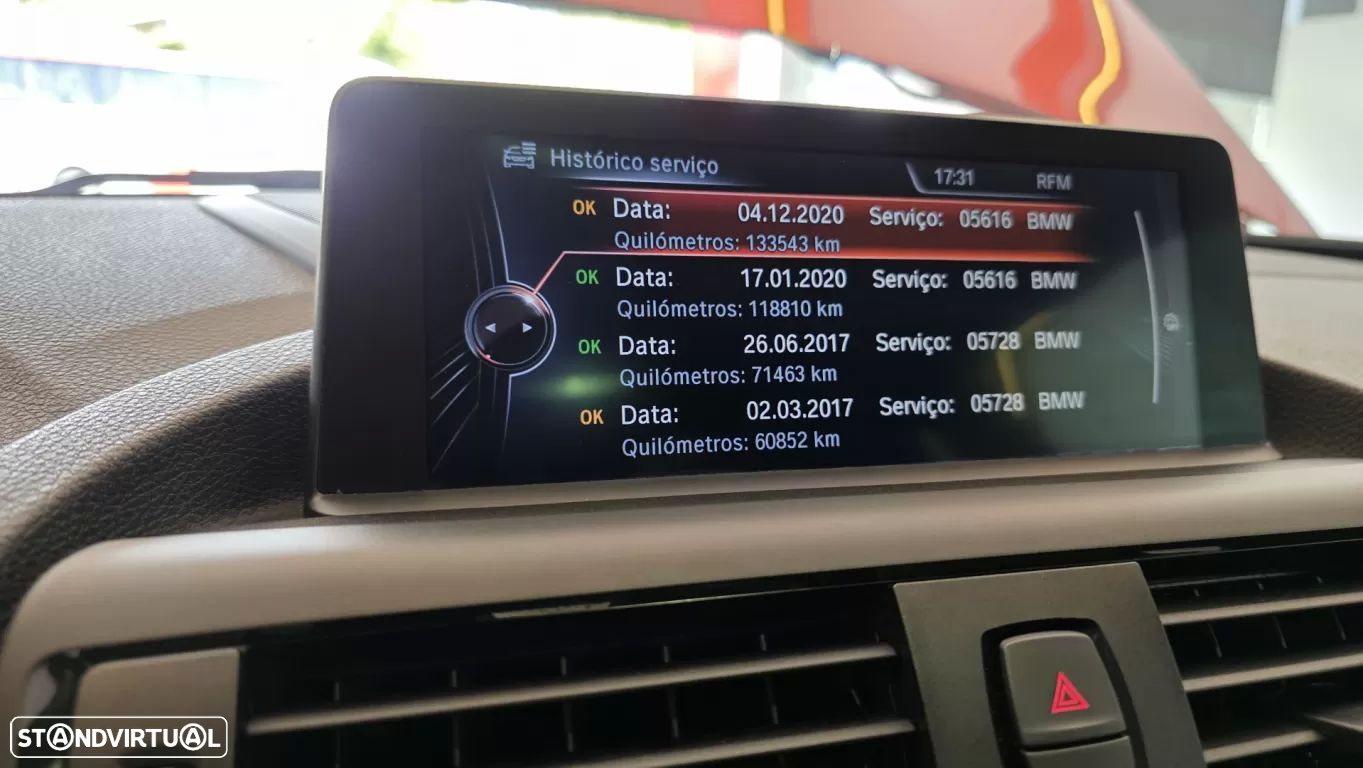 Histórico serviço 17:31 RFM
OK Data: 04.12.2020 Serviço: 05616 BMW
Quilómetros: 133543 km
OK Data: 17.01.2020 Serviço: 05616 BMW
Quilómetros: 118810 km
OK Data: 26.06.2017 Serviço: 05728 BMW
Quilómetros: 71463 km
OK Data: 02.03.2017 Serviço: 05728 BMW
Quilómetros: 60852 km
STANDVIRTUAL